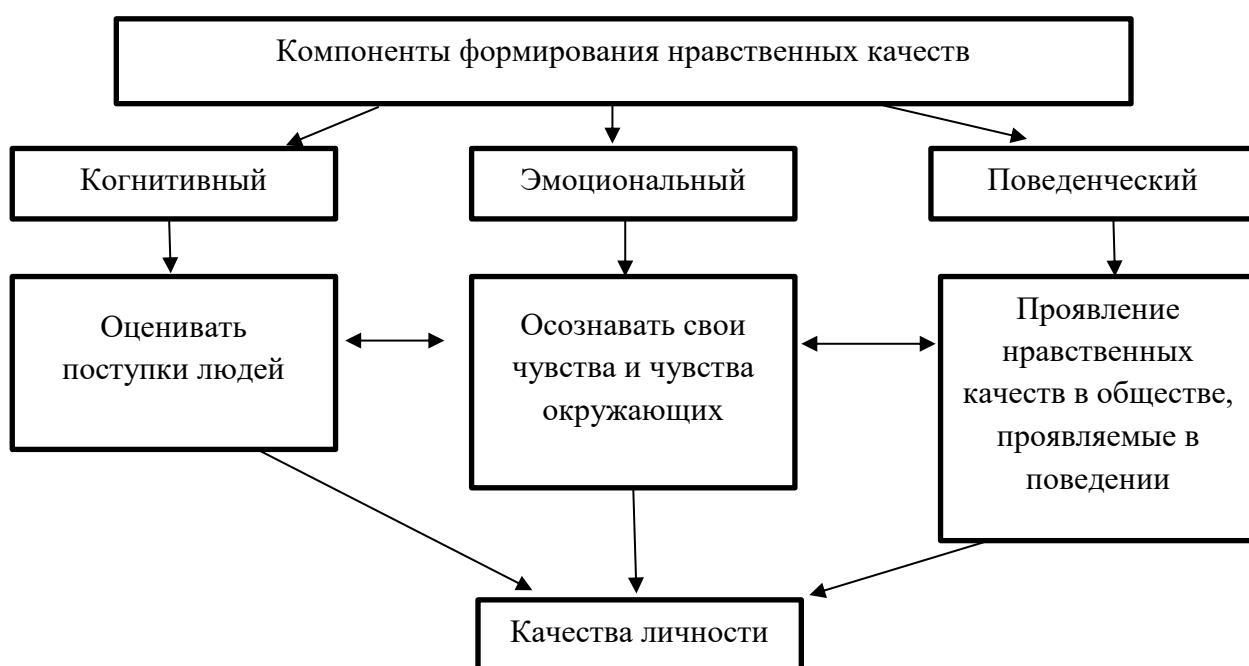 Компоненты формирования нравственных качеств
Когнитивный
Эмоциональный
Поведенческий
Оценивать
поступки людей
Осознавать свои
чувства и чувства
окружающих
Проявление
нравственных
качеств в обществе,
проявляемые в
поведении
Качества личности